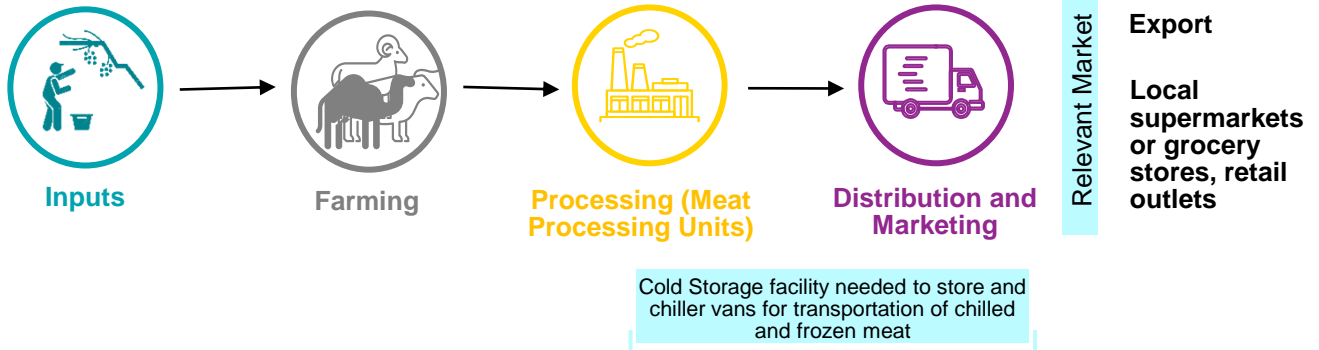 Inputs
Farming
Processing (Meat
Processing Units)
Distribution and
Marketing
Relevant Market
Export
Local
supermarkets
or grocery
stores, retail
outlets
Cold Storage facility needed to store and
chiller vans for transportation of chilled
and frozen meat